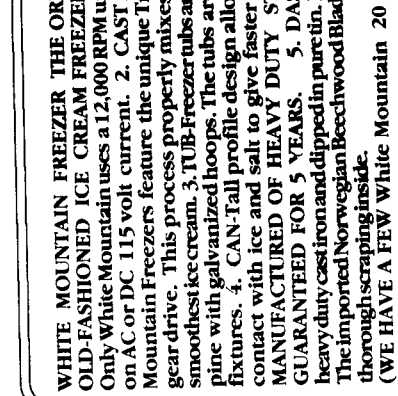 WHITE MOUNTAIN FREEZER THE OR
OLD-FASHIONED ICE CREAM FREEZER
Only White Mountain uses a 12,000 RPM u
on AC or DC 115 volt current. 2. CAST
Mountain Freezers feature the unique T
gear drive. This process properly mixes
smoothest ice cream. 3. TUB-Freezer tubs ar
pine with galvanized hoops. The tubs ar
fixtures. 4. CAN-Tall profile design allo
contact with ice and salt to give faster
MANUFACTURED OF HEAVY DUTY ST
GUARANTEED FOR 5 YEARS. 5. DAS
heavy duty cast iron and dipped in pure tin.
The imported Norwegian Beechwood Blad
thorough scraping inside.
(WE HAVE A FEW White Mountain 20